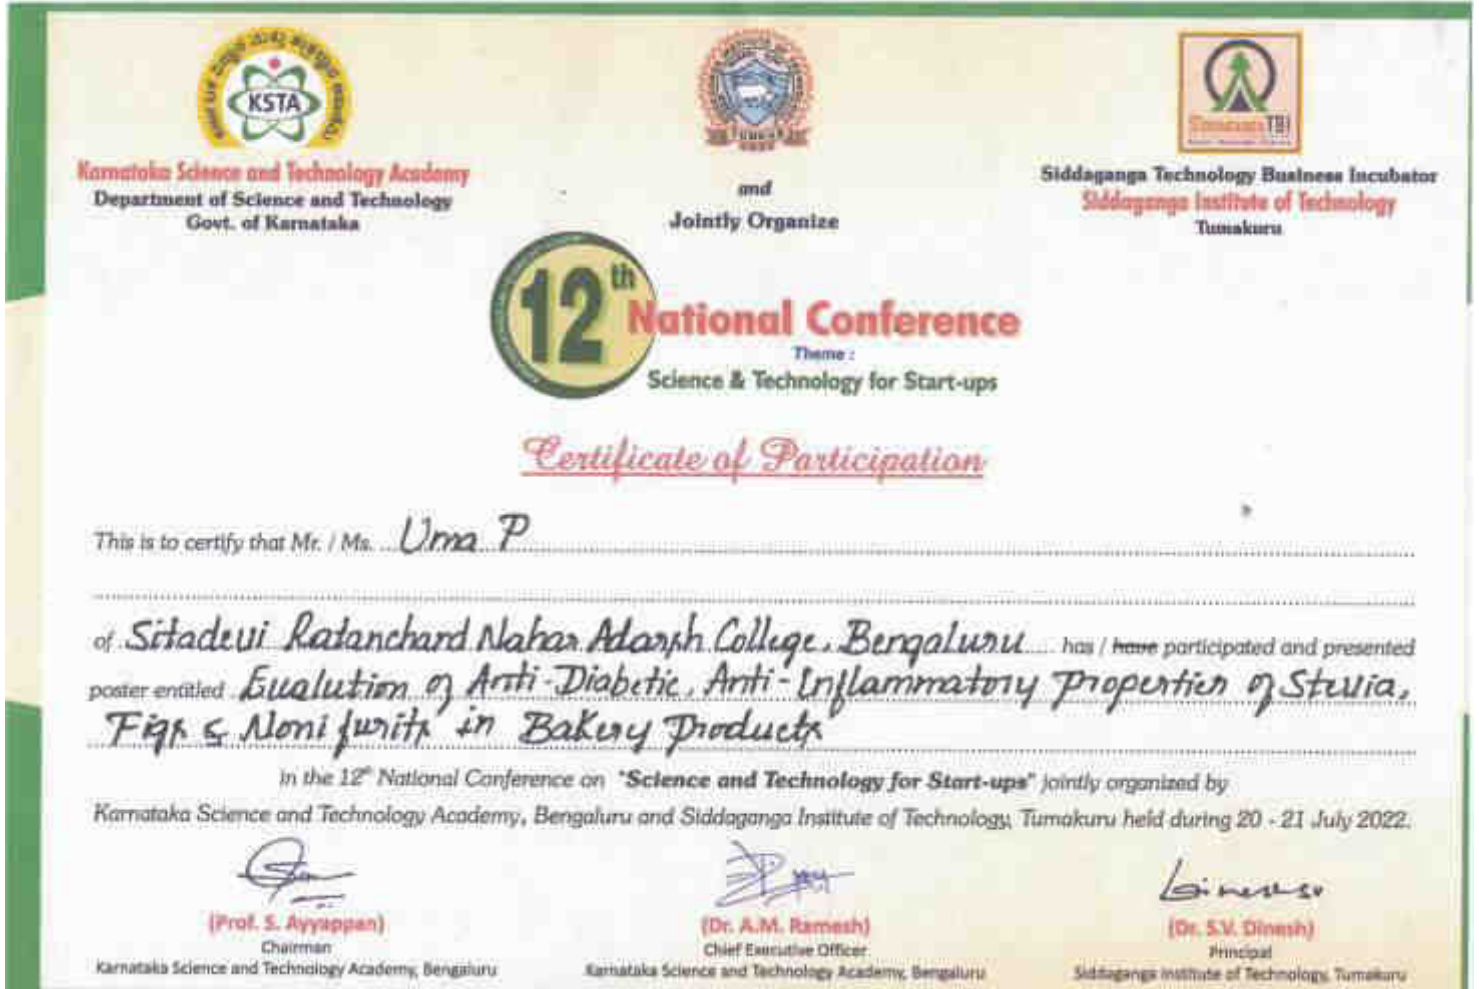 KSTA
Karnataka Science and Technology Academy
Department of Science and Technology
Govt. of Karnataka
TUMKUR
and
Jointly Organize
TBI
Siddaganga Technology Business Incubator
Siddaganga Institute of Technology
Tumakuru
12th
National Conference
Theme :
Science & Technology for Start-ups
Certificate of Participation
This is to certify that Mr. / Ms. Uma P
of Sitadevi Ratanchand Nahar Adarsh College, Bengaluru has / have participated and presented
poster entitled Evalution of Anti-Diabetic, Anti-Inflammatory Properties of Stevia,
Figs & Noni furits in Bakery Products
in the 12th National Conference on "Science and Technology for Start-ups" jointly organized by
Karnataka Science and Technology Academy, Bengaluru and Siddaganga Institute of Technology, Tumakuru held during 20 - 21 July 2022.
(Prof. S. Ayyappan)
Chairman
Karnataka Science and Technology Academy, Bengaluru
(Dr. A.M. Ramesh)
Chief Executive Officer
Karnataka Science and Technology Academy, Bengaluru
(Dr. S.V. Dinesh)
Principal
Siddaganga Institute of Technology, Tumakuru